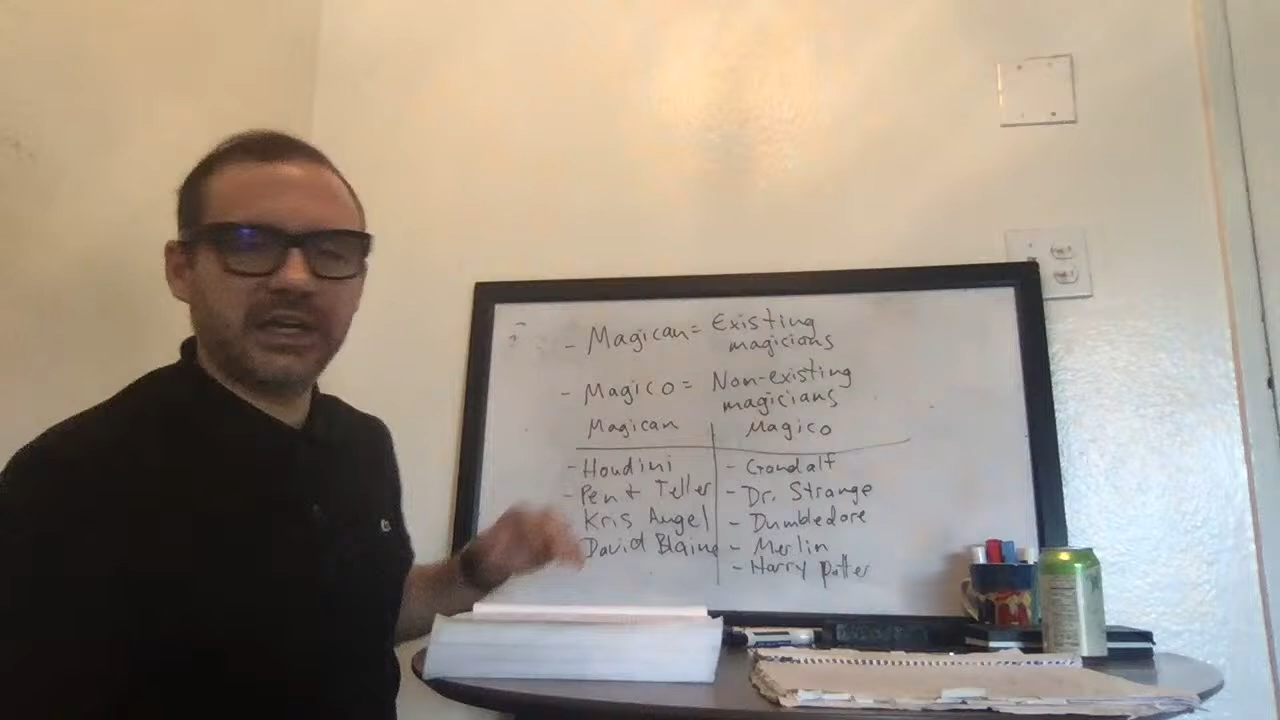 - Magican = Existing
magicians
- Magico = Non-existing
magicians
Magican Magico
- Houdini - Gondalf
- Pen & Teller - Dr. Strange
Kris Angel - Dumbledore
David Blaine - Merlin
- Harry Potter